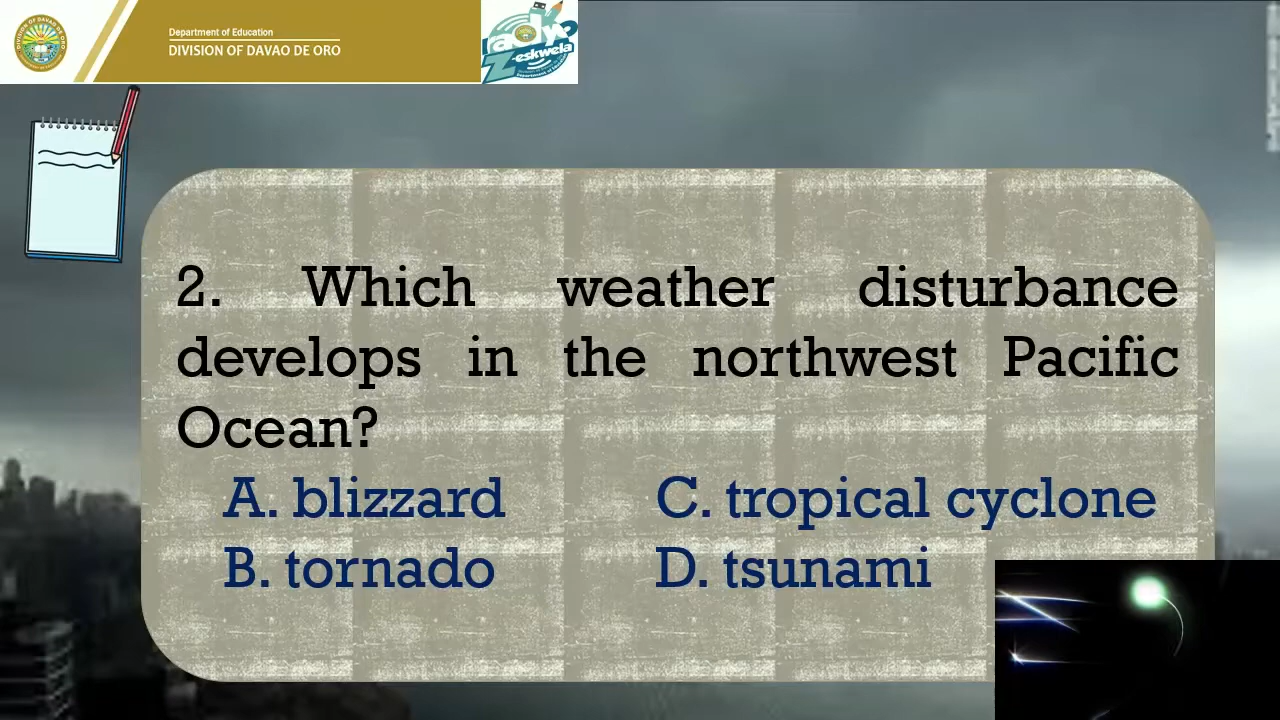 Department of Education
DIVISION OF DAVAO DE ORO
2. Which weather disturbance
develops in the northwest Pacific
Ocean?
A. blizzard C. tropical cyclone
B. tornado D. tsunami